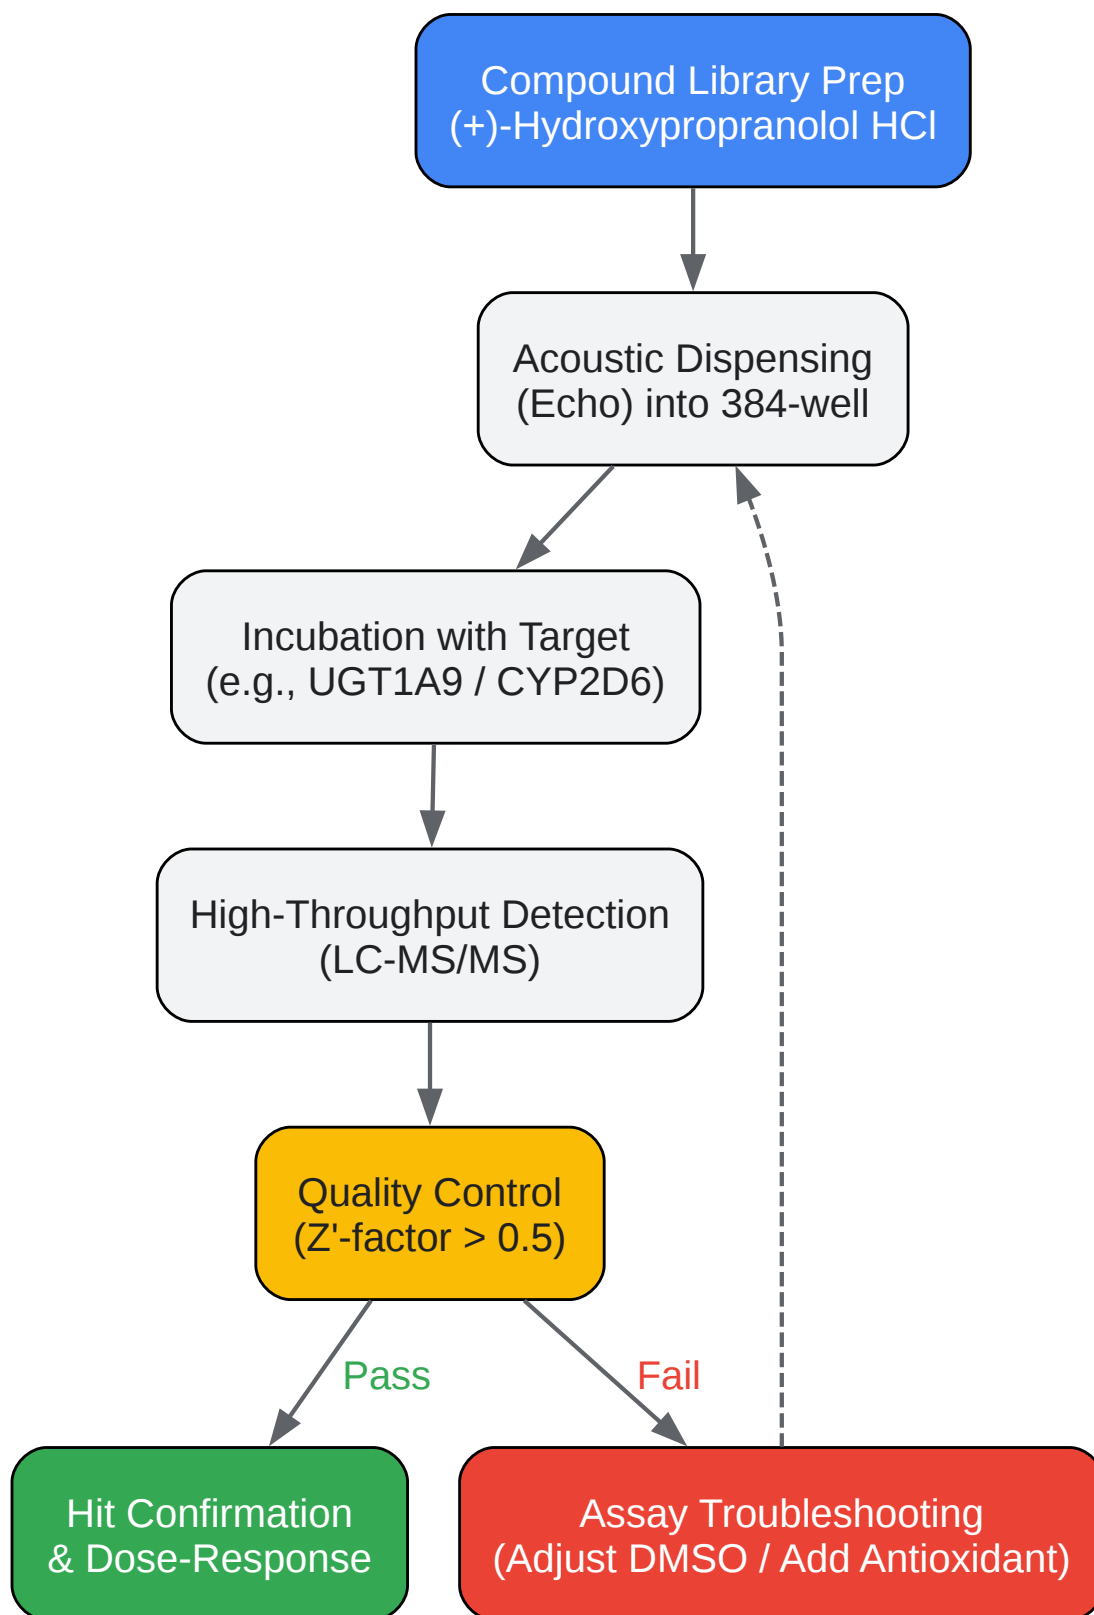 Compound Library Prep
(+)-Hydroxypropranolol HCl
Acoustic Dispensing
(Echo) into 384-well
Incubation with Target
(e.g., UGT1A9 / CYP2D6)
High-Throughput Detection
(LC-MS/MS)
Quality Control
(Z'-factor > 0.5)
Pass
Fail
Hit Confirmation
& Dose-Response
Assay Troubleshooting
(Adjust DMSO / Add Antioxidant)